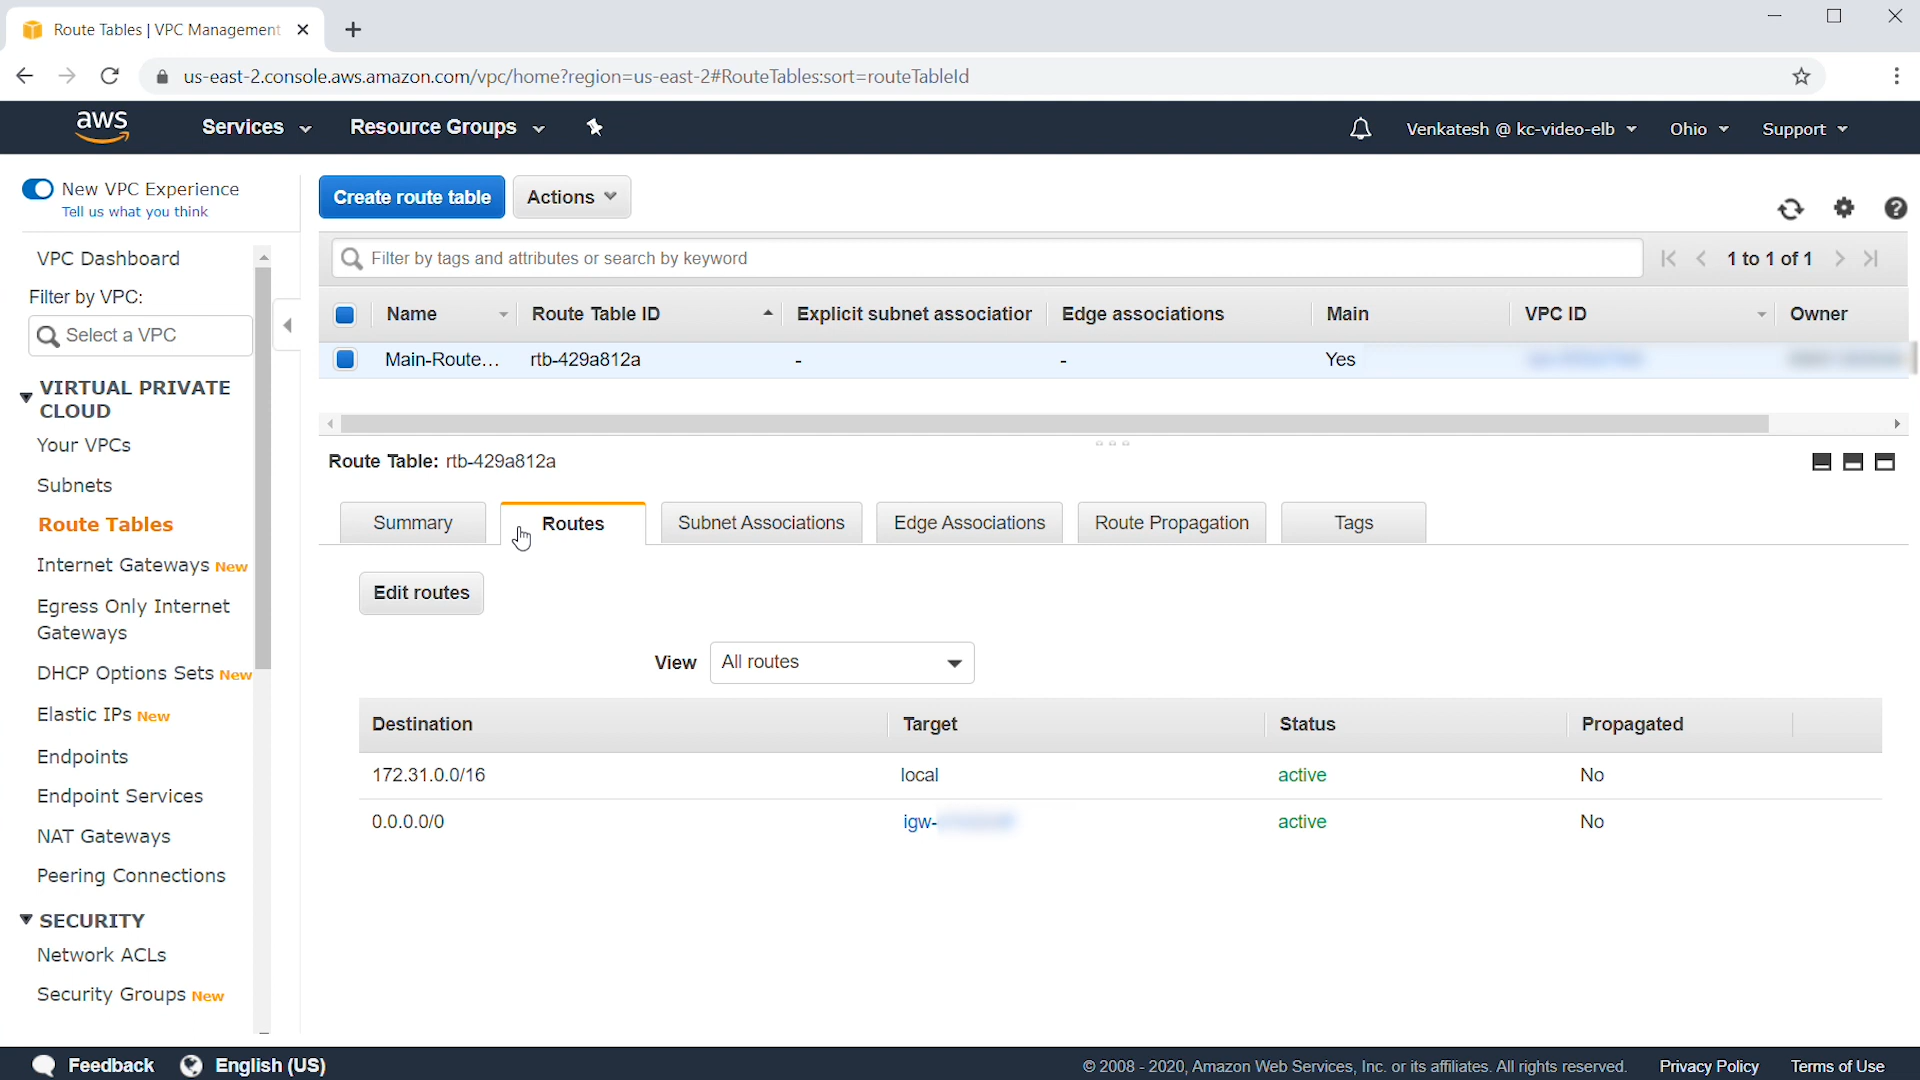 Route Tables | VPC Management
us-east-2.console.aws.amazon.com/vpc/home?region=us-east-2#RouteTables:sort=routeTableId
aws Services Resource Groups Venkatesh @ kc-video-elb Ohio Support
New VPC Experience
Tell us what you think
Create route table Actions
VPC Dashboard
Filter by VPC:
Select a VPC
VIRTUAL PRIVATE
CLOUD
Your VPCs
Subnets
Route Tables
Internet Gateways New
Egress Only Internet
Gateways
DHCP Options Sets New
Elastic IPs New
Endpoints
Endpoint Services
NAT Gateways
Peering Connections
SECURITY
Network ACLs
Security Groups New
Filter by tags and attributes or search by keyword 1 to 1 of 1
Name Route Table ID Explicit subnet association Edge associations Main VPC ID Owner
Main-Route... rtb-429a812a - - Yes
Route Table: rtb-429a812a
Summary Routes Subnet Associations Edge Associations Route Propagation Tags
Edit routes
View All routes
Destination Target Status Propagated
172.31.0.0/16 local active No
0.0.0.0/0 igw- active No
Feedback English (US) © 2008 - 2020, Amazon Web Services, Inc. or its affiliates. All rights reserved. Privacy Policy Terms of Use